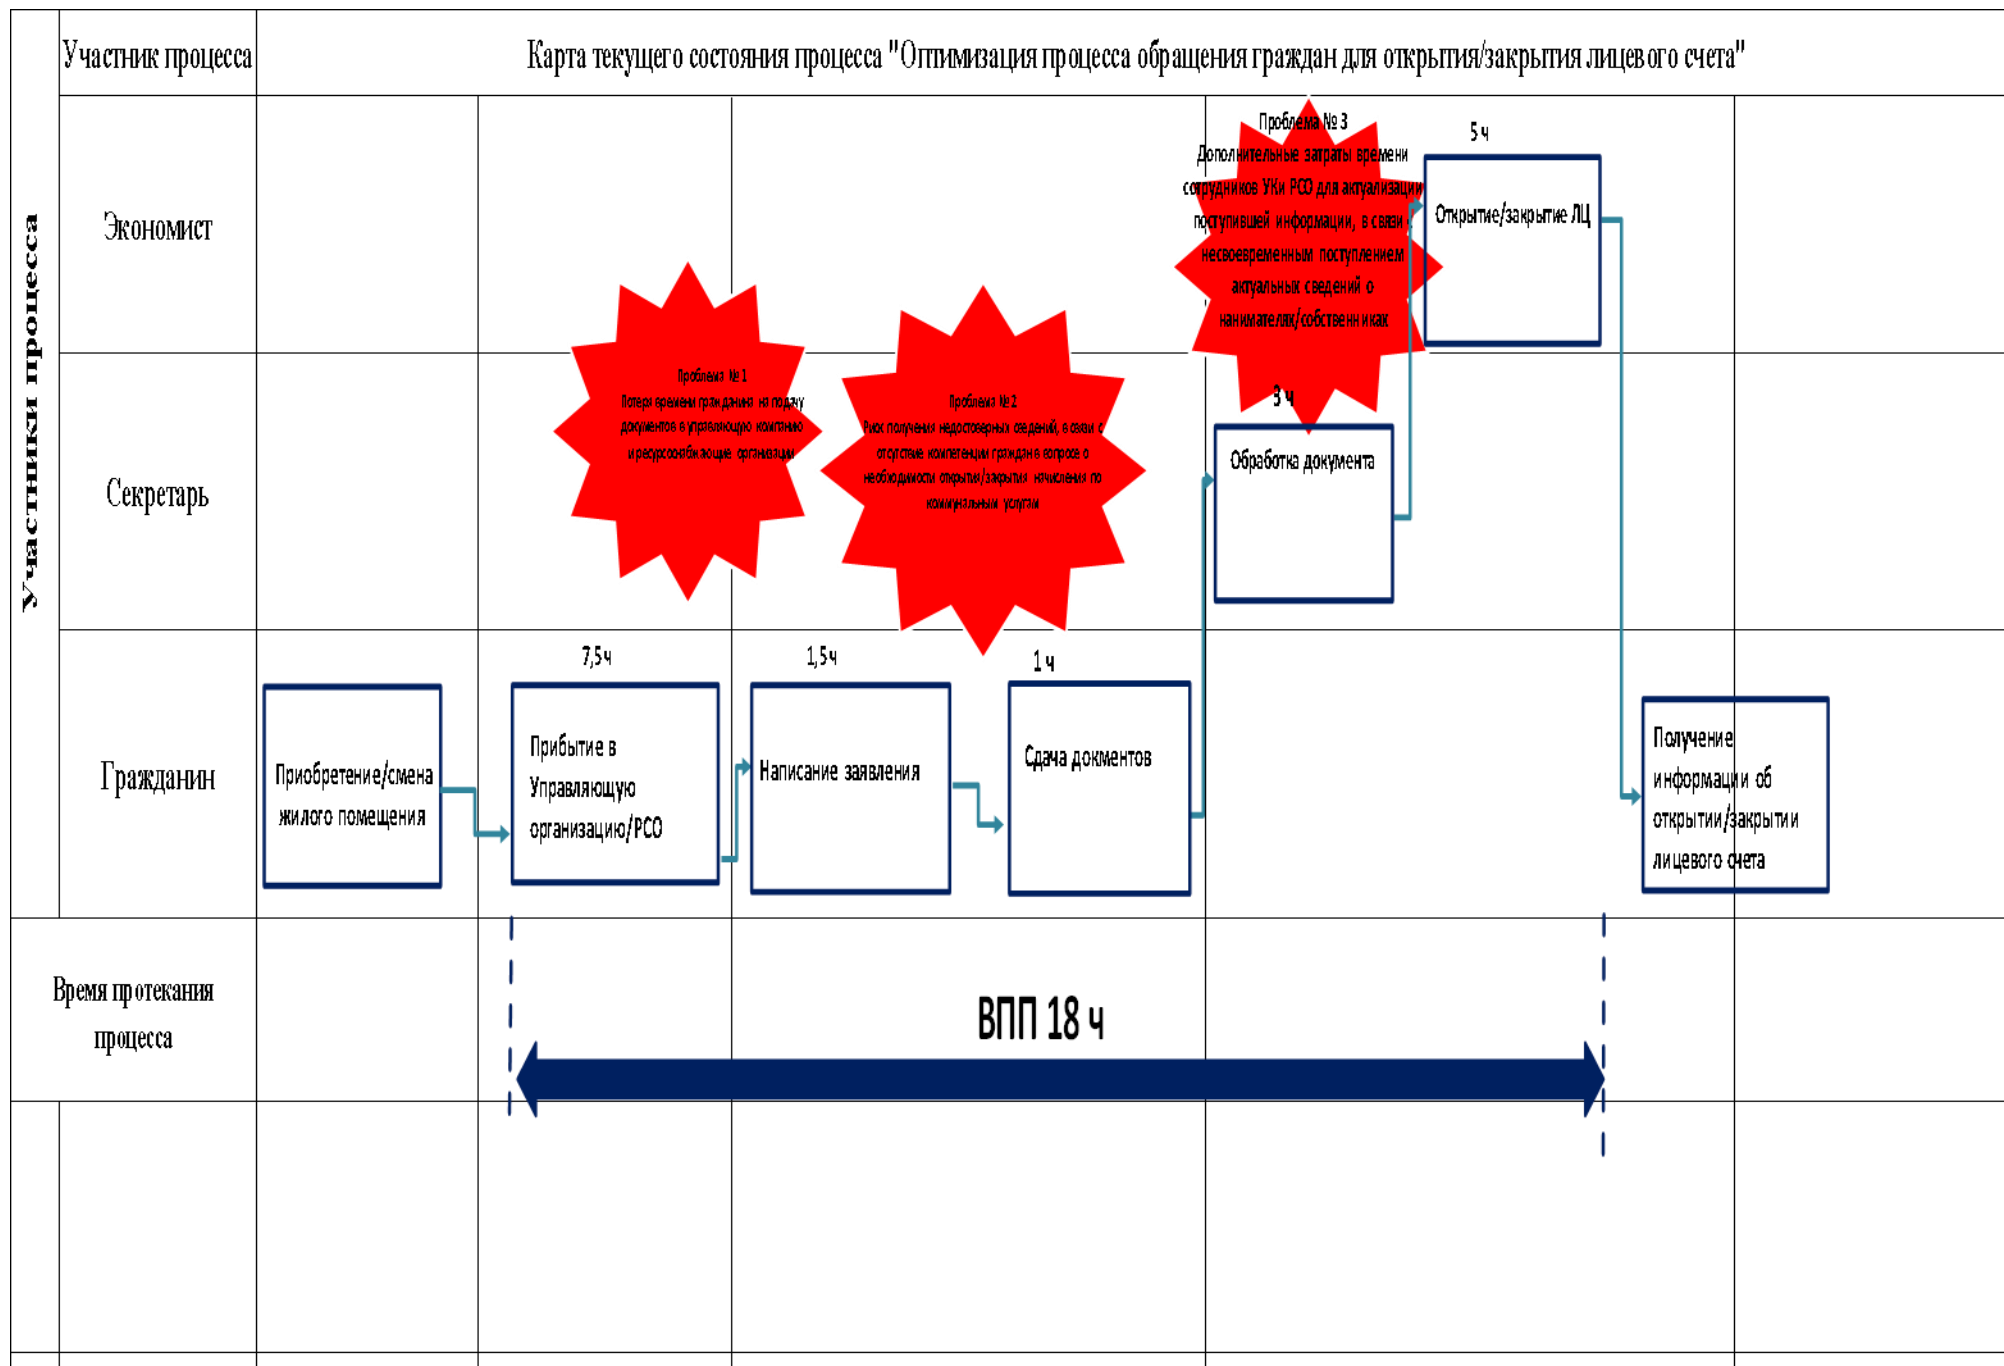 Участник процесса
Карта текущего состояния процесса "Оптимизация процесса обращения граждан для открытия/закрытия лицевого счета"
Участники процесса
Экономист
Проблема № 3
Дополнительные затраты времени
сотрудников УКи РСО для актуализации
поступившей информации, в связи с
несвоевременным поступлением
актуальных сведений о
нанимателях/собственниках
5 ч
Открытие/закрытие ЛЦ
Секретарь
Проблема № 1
Потеря времени гражданина на подачу
документов в управляющую компанию
и ресурсоснабжающие организации
Проблема № 2
Риск получения недостоверных сведений, в связи с
отсутствие компетенции граждан в вопросе о
необходимости открытия/закрытия начисления по
коммунальным услугам
3 ч
Обработка документа
Гражданин
Приобретение/смена
жилого помещения
7,5 ч
Прибытие в
Управляющую
организацию/РСО
1,5 ч
Написание заявления
1 ч
Сдача докментов
Получение
информации об
открытии/закрытии
лицевого счета
Время протекания
процесса
ВПП 18 ч